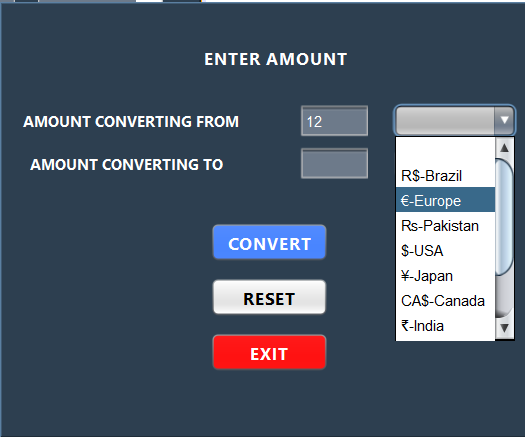 ENTER AMOUNT
AMOUNT CONVERTING FROM 12
AMOUNT CONVERTING TO
R$-Brazil
€-Europe
Rs-Pakistan
$-USA
¥-Japan
CA$-Canada
₹-India
CONVERT
RESET
EXIT